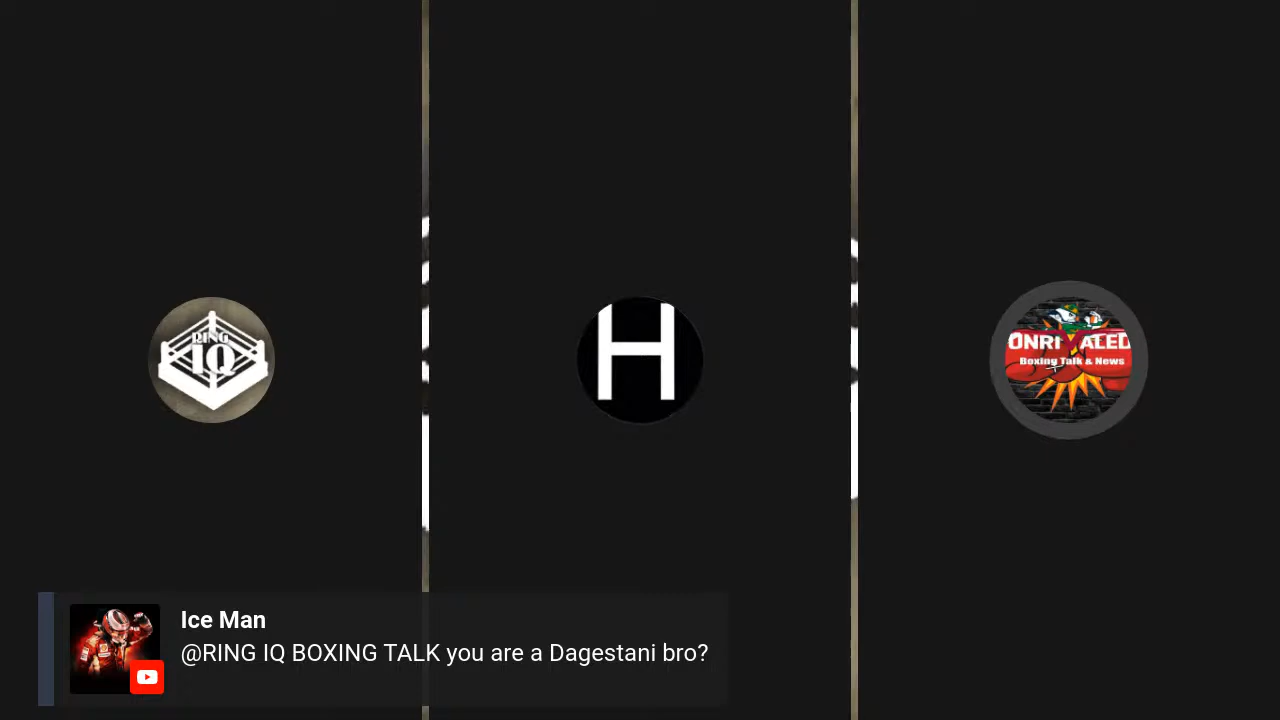 RING
IQ
H
ONRIVALED
Boxing Talk & News
Ice Man
@RING IQ BOXING TALK you are a Dagestani bro?